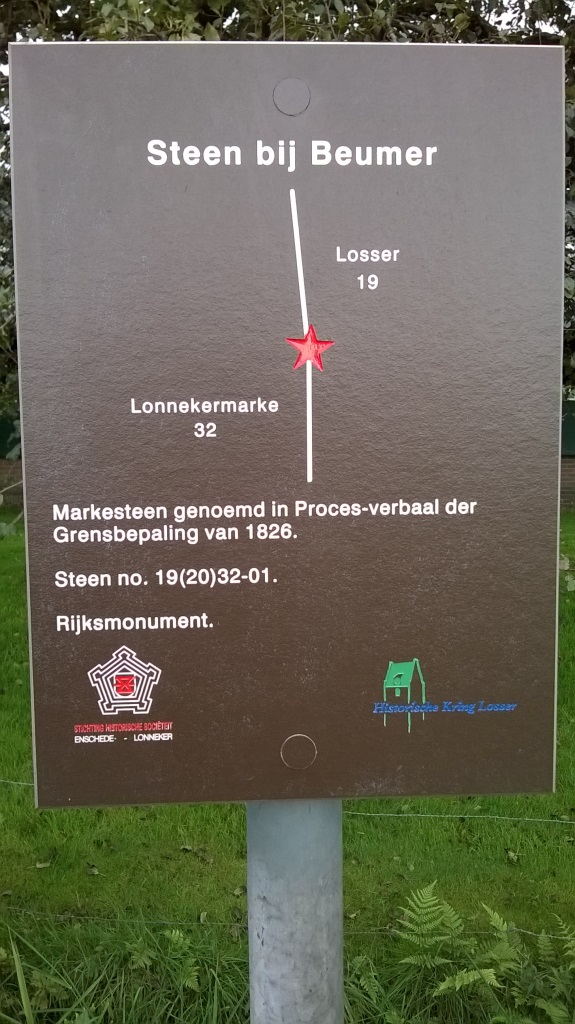 Steen bij Beumer
Losser
19
Lonnekermarke
32
Markesteen genoemd in Proces-verbaal der
Grensbepaling van 1826.
Steen no. 19(20)32-01.
Rijksmonument.
STICHTING HISTORISCHE SOCIËTEIT
ENSCHEDE - - LONNEKER
Historische Kring Losser